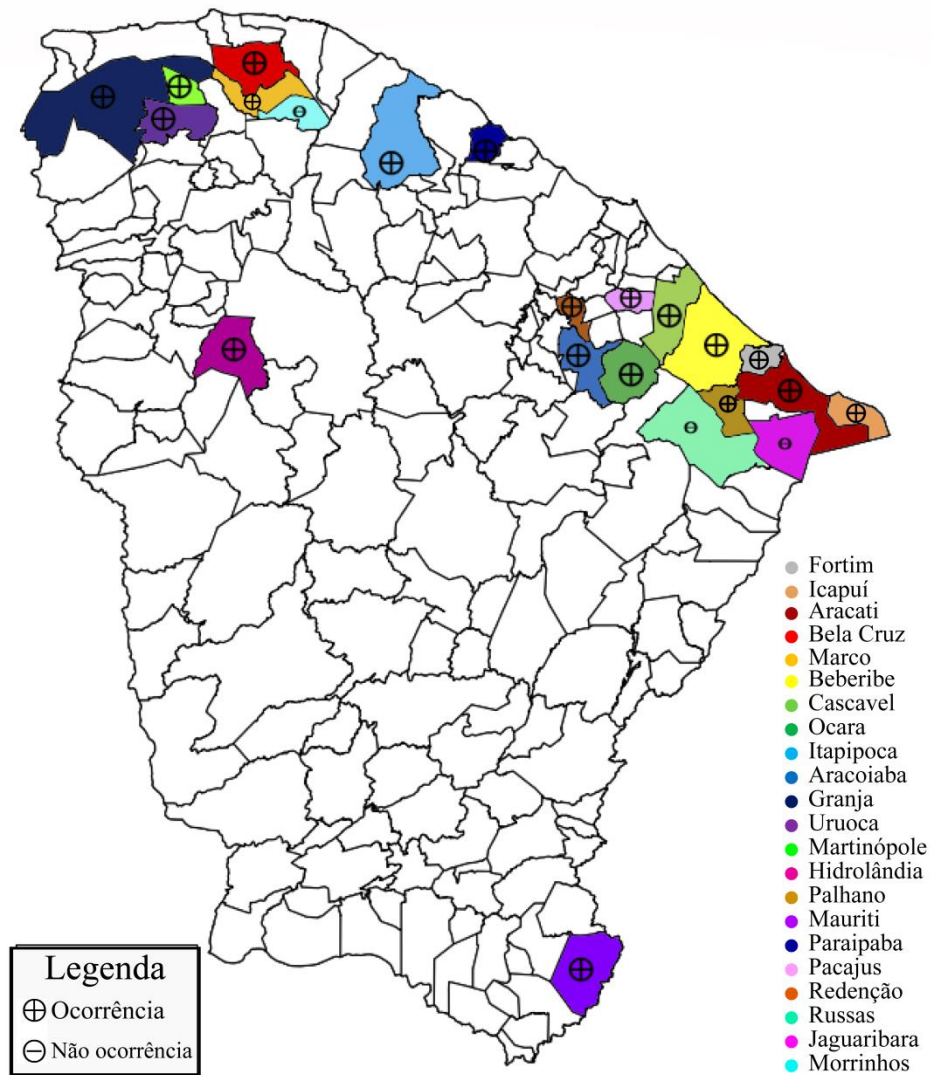 Fortim
Icapuí
Aracati
Bela Cruz
Marco
Beberibe
Cascavel
Ocara
Itapipoca
Aracoiaba
Granja
Uruoca
Martinópole
Hidrolândia
Palhano
Mauriti
Paraipaba
Pacajus
Redenção
Russas
Jaguaribara
Morrinhos
Legenda
Ocorrência
Não ocorrência